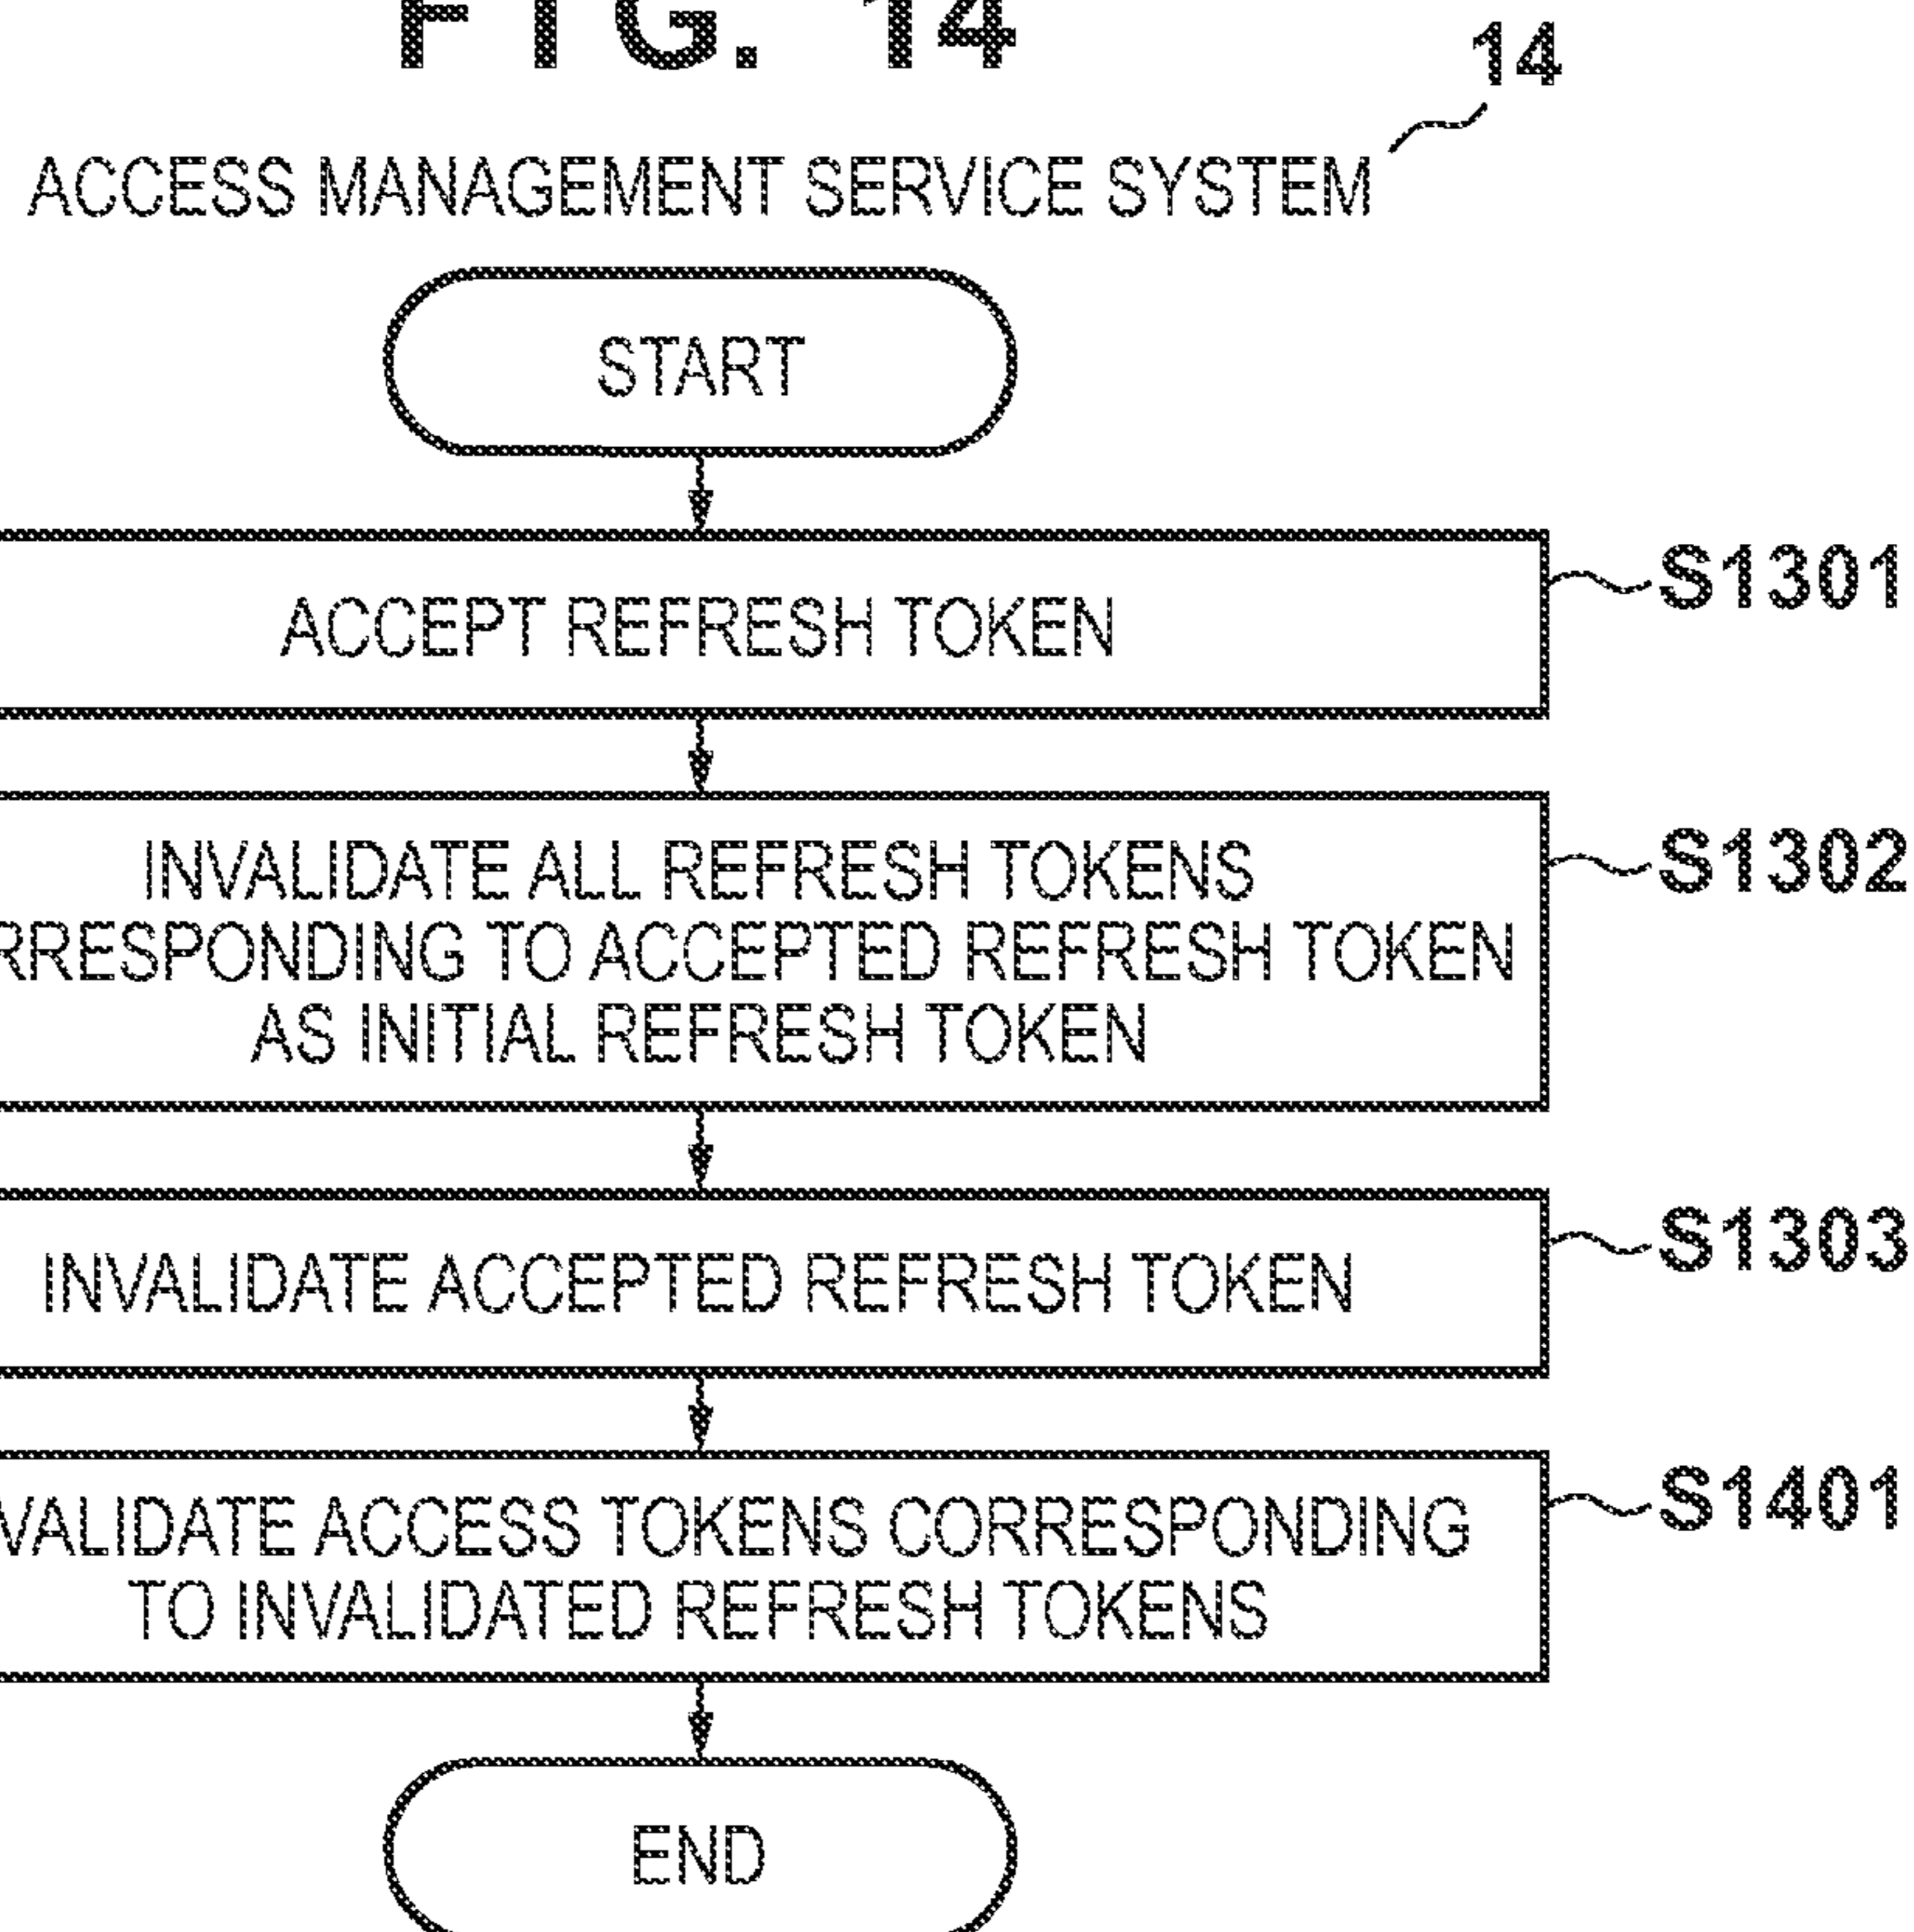 FIG. 14
14
ACCESS MANAGEMENT SERVICE SYSTEM
START
ACCEPT REFRESH TOKEN
S1301
INVALIDATE ALL REFRESH TOKENS
S1302
RRESPONDING TO ACCEPTED REFRESH TOKEN
AS INITIAL REFRESH TOKEN
INVALIDATE ACCEPTED REFRESH TOKEN
S1303
VALIDATE ACCESS TOKENS CORRESPONDING
S1401
TO INVALIDATED REFRESH TOKENS
END